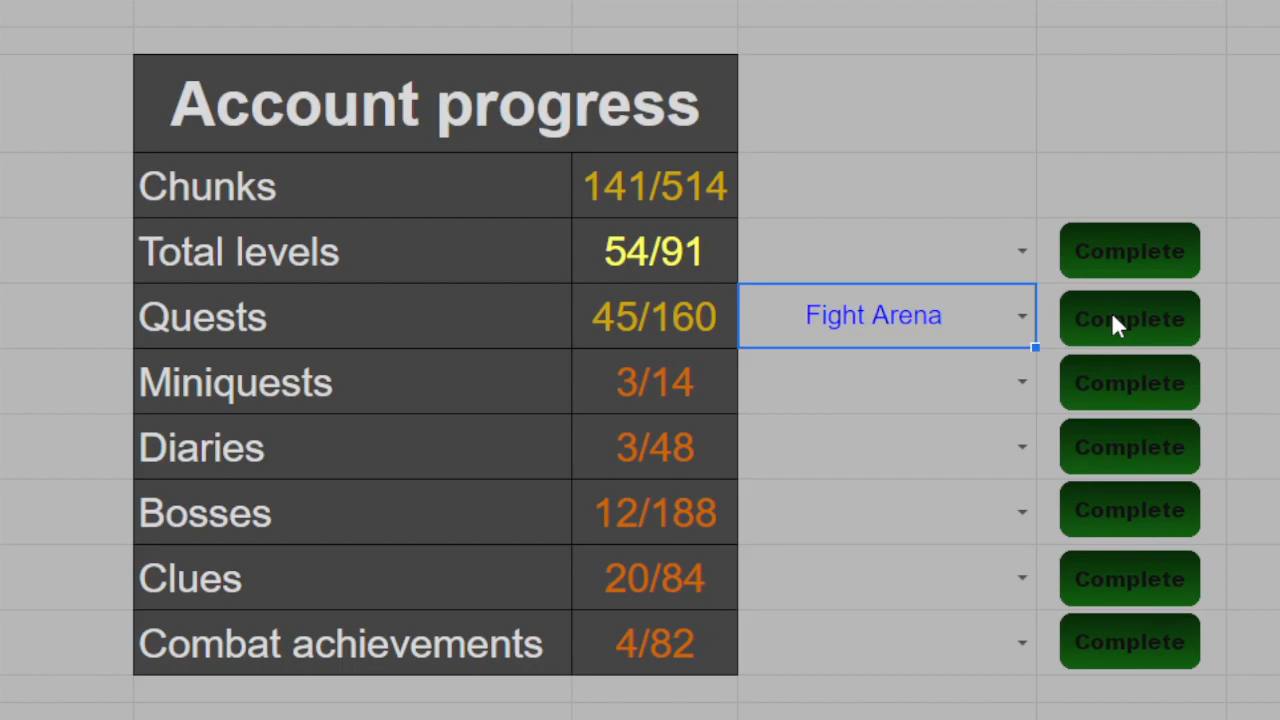 Account progress
Chunks 141/514
Total levels 54/91 Complete
Quests 45/160 Fight Arena Complete
Miniquests 3/14 Complete
Diaries 3/48 Complete
Bosses 12/188 Complete
Clues 20/84 Complete
Combat achievements 4/82 Complete